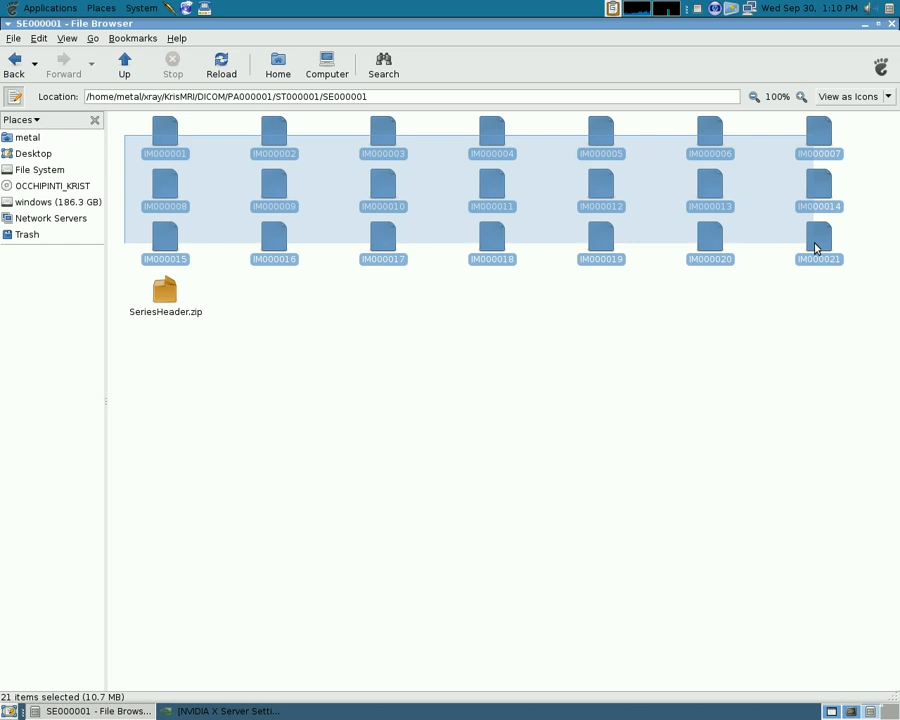 Applications Places System Wed Sep 30, 1:10 PM
SE000001 - File Browser
File Edit View Go Bookmarks Help
Back Forward Up Stop Reload Home Computer Search
Location: /home/metal/xray/KrisMRI/DICOM/PA000001/ST000001/SE000001 100% View as Icons
Places
metal
Desktop
File System
OCCHIPINTI_KRIST
windows (186.3 GB)
Network Servers
Trash
IM000001 IM000002 IM000003 IM000004 IM000005 IM000006 IM000007
IM000008 IM000009 IM000010 IM000011 IM000012 IM000013 IM000014
IM000015 IM000016 IM000017 IM000018 IM000019 IM000020 IM000021
SeriesHeader.zip
21 items selected (10.7 MB)
SE000001 - File Brows... [NVIDIA X Server Setti...